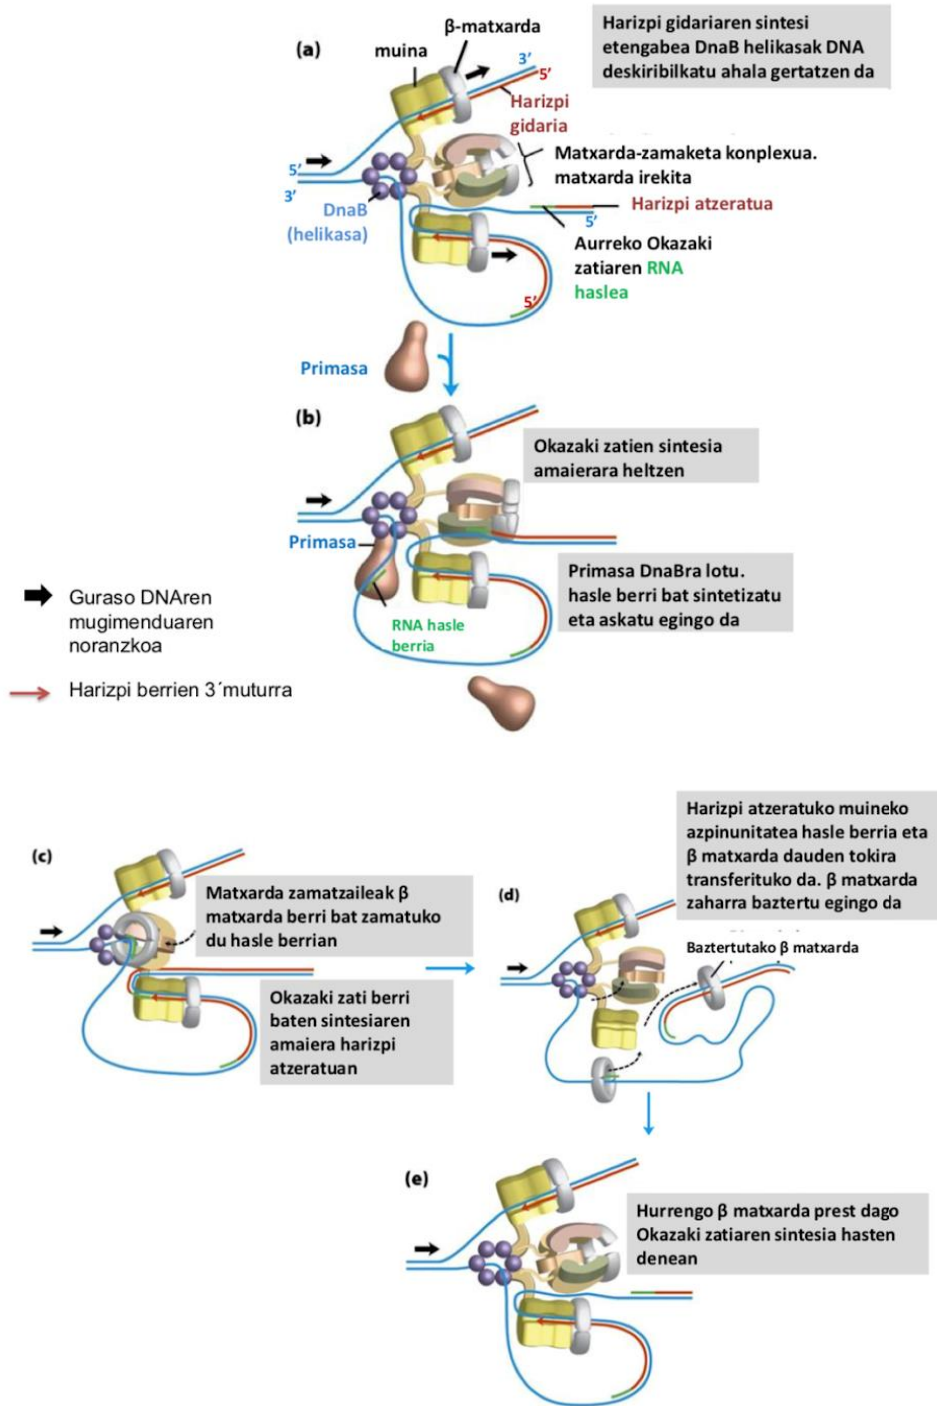 (a)
muina
β-matxarda
Harizpi gidariaren sintesi
etengabea DnaB helikasak DNA
deskiribilkatu ahala gertatzen da
3’
5’
Harizpi
gidaria
5’
3’
Matxarda-zamaketa konplexua.
matxarda irekita
DnaB
(helikasa)
Harizpi atzeratua
5’
Aurreko Okazaki
zatiaren RNA
haslea
5’
Primasa
(b)
Okazaki zatien sintesia
amaierara heltzen
Primasa
Primasa DnaBra lotu.
hasle berri bat sintetizatu
eta askatu egingo da
RNA hasle
berria
Guraso DNAren
mugimenduaren
noranzkoa
Harizpi berrien 3´muturra
(c)
Matxarda zamatzaileak β
matxarda berri bat zamatuko
du hasle berrian
Okazaki zati berri
baten sintesiaren
amaiera harizpi
atzeratuan
Harizpi atzeratuko muineko
azpinunitatea hasle berria eta
β matxarda dauden tokira
transferituko da. β matxarda
zaharra baztertu egingo da
(d)
Baztertutako β matxarda
(e)
Hurrengo β matxarda prest dago
Okazaki zatiaren sintesia hasten
denean